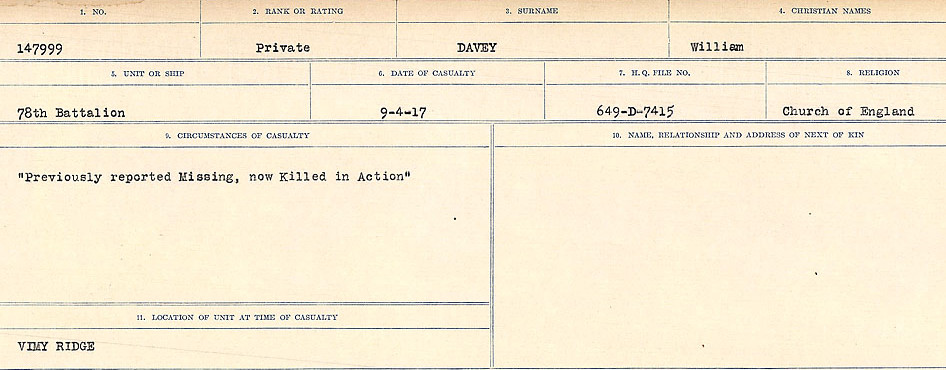 1. NO. 2. RANK OR RATING 3. SURNAME 4. CHRISTIAN NAMES
147999 Private DAVEY William
5. UNIT OR SHIP 6. DATE OF CASUALTY 7. H.Q. FILE NO. 8. RELIGION
78th Battalion 9-4-17 649-D-7415 Church of England
9. CIRCUMSTANCES OF CASUALTY 10. NAME, RELATIONSHIP AND ADDRESS OF NEXT OF KIN
"Previously reported Missing, now Killed in Action"
11. LOCATION OF UNIT AT TIME OF CASUALTY
VIMY RIDGE